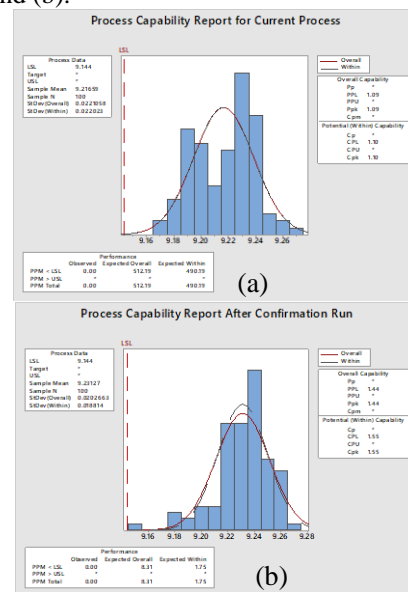 nd (b).
Process Capability Report for Current Process
LSL
Process Data
LSL 9.144
Target *
USL *
Sample Mean 9.21659
Sample N 100
StDev(Overall) 0.0221058
StDev(Within) 0.022023
Overall
Within
Overall Capability
Pp *
PPL 1.09
PPU *
Ppk 1.09
Cpm *
Potential (Within) Capability
Cp *
CPL 1.10
CPU *
Cpk 1.10
9.16 9.18 9.20 9.22 9.24 9.26
Performance
Observed Expected Overall Expected Within
PPM < LSL 0.00 512.19 490.19
PPM > USL * * *
PPM Total 0.00 512.19 490.19
(a)
Process Capability Report After Confirmation Run
LSL
Process Data
LSL 9.144
Target *
USL *
Sample Mean 9.23127
Sample N 100
StDev(Overall) 0.0202663
StDev(Within) 0.018814
Overall
Within
Overall Capability
Pp *
PPL 1.44
PPU *
Ppk 1.44
Cpm *
Potential (Within) Capability
Cp *
CPL 1.55
CPU *
Cpk 1.55
9.16 9.18 9.20 9.22 9.24 9.26 9.28
Performance
Observed Expected Overall Expected Within
PPM < LSL 0.00 8.31 1.75
PPM > USL * * *
PPM Total 0.00 8.31 1.75
(b)